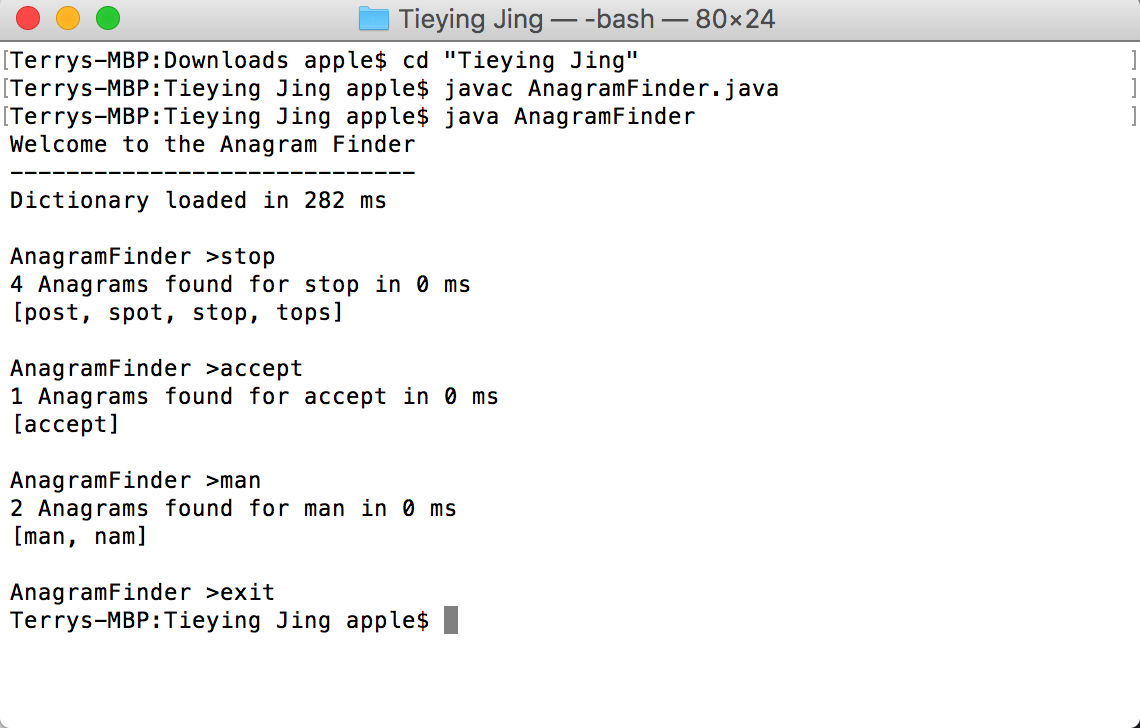 Tieying Jing — -bash — 80×24
[Terrys-MBP:Downloads apple$ cd "Tieying Jing" ]
[Terrys-MBP:Tieying Jing apple$ javac AnagramFinder.java ]
[Terrys-MBP:Tieying Jing apple$ java AnagramFinder ]
Welcome to the Anagram Finder
-----------------------------
Dictionary loaded in 282 ms
AnagramFinder >stop
4 Anagrams found for stop in 0 ms
[post, spot, stop, tops]
AnagramFinder >accept
1 Anagrams found for accept in 0 ms
[accept]
AnagramFinder >man
2 Anagrams found for man in 0 ms
[man, nam]
AnagramFinder >exit
Terrys-MBP:Tieying Jing apple$